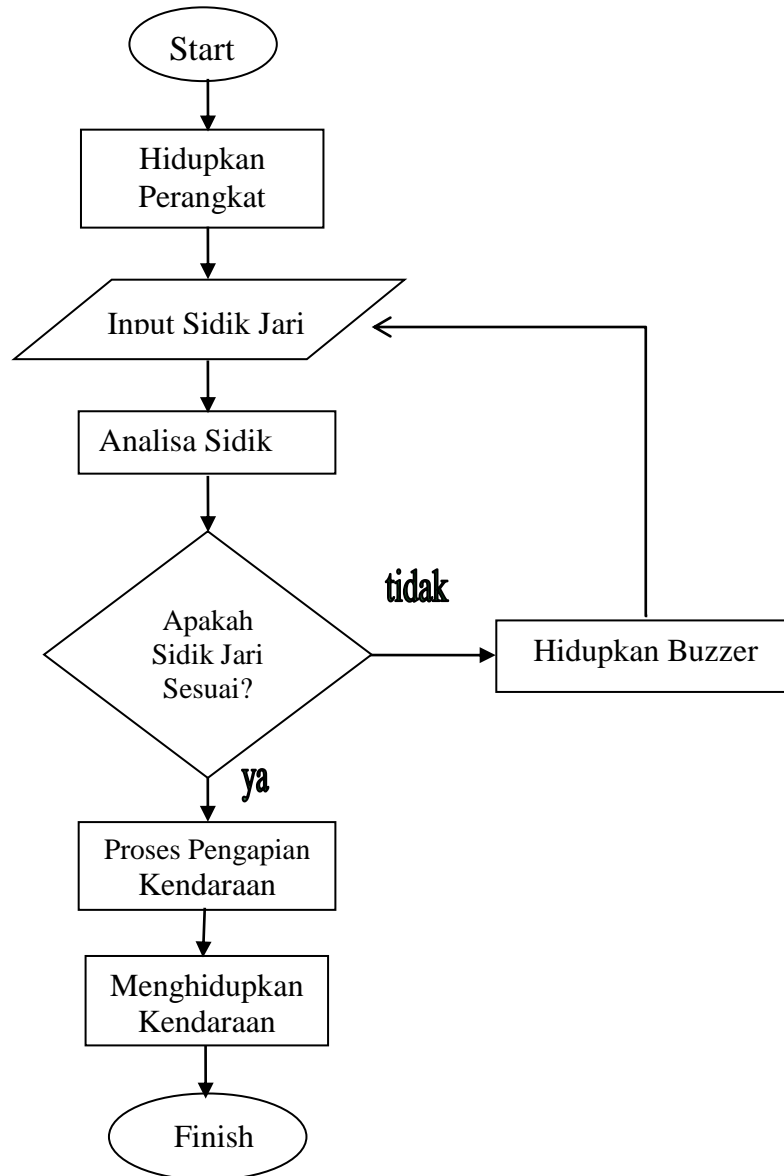 Start
Hidupkan
Perangkat
Input Sidik Jari
Analisa Sidik
Apakah
Sidik Jari
Sesuai?
tidak
Hidupkan Buzzer
ya
Proses Pengapian
Kendaraan
Menghidupkan
Kendaraan
Finish